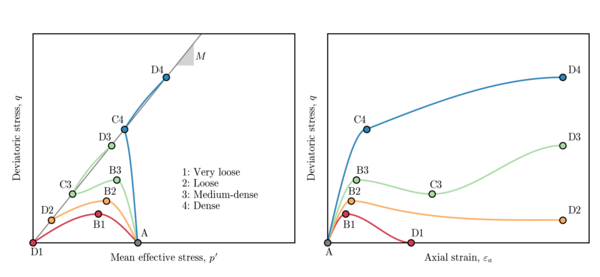 D4
M
C4
D3
C3
B3
D2
B2
B1
A
D1
1: Very loose
2: Loose
3: Medium-dense
4: Dense
Deviatoric stress, q
Mean effective stress, p′
D4
C4
D3
B3
C3
B2
D2
B1
D1
A
Deviatoric stress, q
Axial strain, εₐ